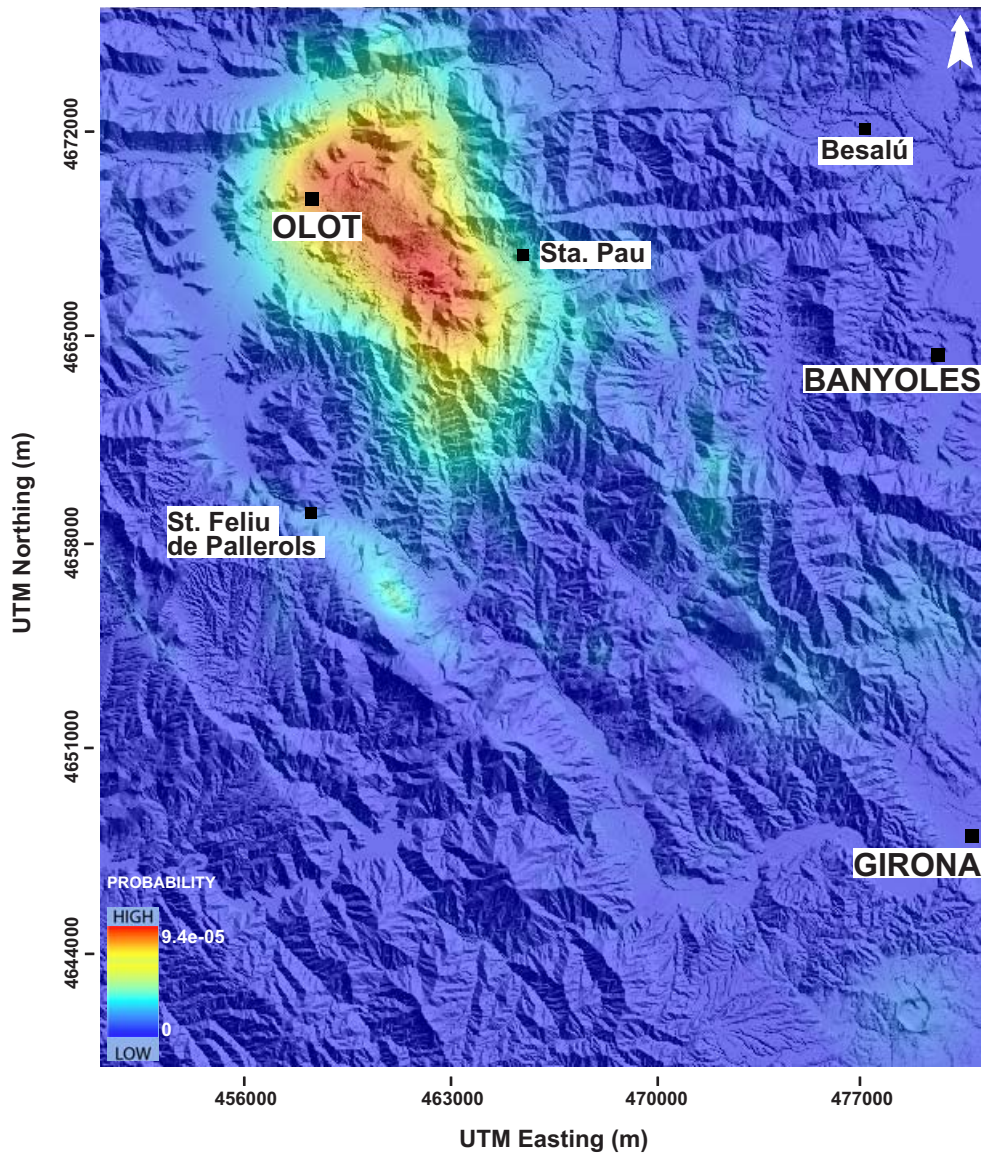 4672000
Besalú
OLOT
Sta. Pau
4665000
BANYOLES
UTM Northing (m)
St. Feliu
de Pallerols
4658000
4651000
GIRONA
PROBABILITY
HIGH
9.4e-05
4644000
0
LOW
456000
463000
470000
477000
UTM Easting (m)